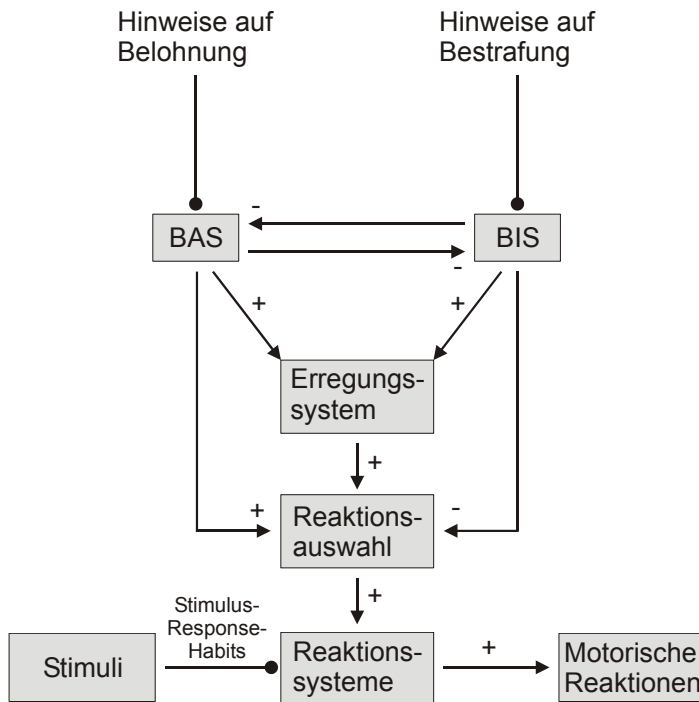 Hinweise auf
Belohnung
Hinweise auf
Bestrafung
-
BAS
BIS
-
+
+
Erregungs-
system
+
+
Reaktions-
auswahl
-
+
Stimulus-
Response-
Habits
Stimuli
Reaktions-
systeme
+
Motorische
Reaktionen